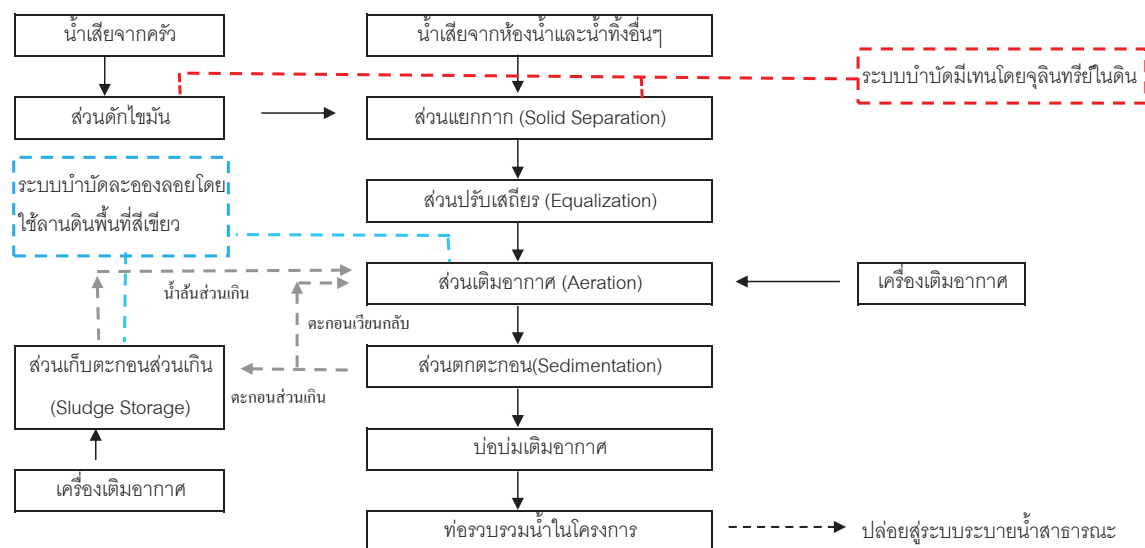 น้ำเสียจากครัว
น้ำเสียจากห้องน้ำและน้ำทิ้งอื่นๆ
ระบบบำบัดมีเทนโดยจุลินทรีย์ในดิน
ส่วนดักไขมัน
ส่วนแยกกาก (Solid Separation)
ระบบบำบัดละอองลอยโดย
ใช้ลานดินพื้นที่สีเขียว
ส่วนปรับเสถียร (Equalization)
ส่วนเติมอากาศ (Aeration)
เครื่องเติมอากาศ
น้ำล้นส่วนเกิน
ตะกอนเวียนกลับ
ส่วนเก็บตะกอนส่วนเกิน
(Sludge Storage)
ส่วนตกตะกอน(Sedimentation)
ตะกอนส่วนเกิน
บ่อบ่มเติมอากาศ
เครื่องเติมอากาศ
ท่อรวบรวมน้ำในโครงการ
ปล่อยสู่ระบบระบายน้ำสาธารณะ